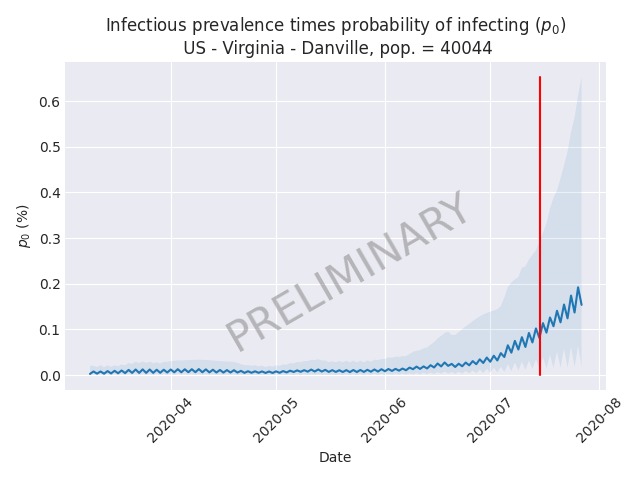 Infectious prevalence times probability of infecting (p₀)
US - Virginia - Danville, pop. = 40044
p₀ (%)
0.6
0.5
0.4
0.3
0.2
0.1
0.0
PRELIMINARY
2020-04
2020-05
2020-06
2020-07
2020-08
Date